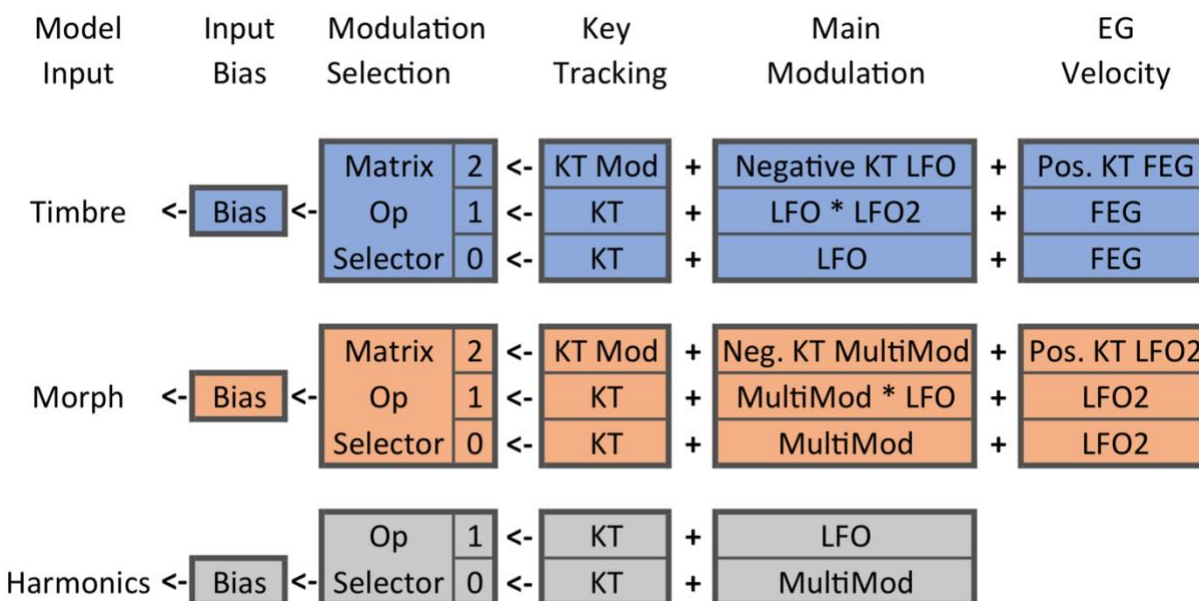 Model Input Modulation Key Main EG
Input Bias Selection Tracking Modulation Velocity
Matrix 2 <- KT Mod + Negative KT LFO + Pos. KT FEG
Timbre <- Bias <- Op 1 <- KT + LFO * LFO2 + FEG
Selector 0 <- KT + LFO + FEG
Matrix 2 <- KT Mod + Neg. KT MultiMod + Pos. KT LFO2
Morph <- Bias <- Op 1 <- KT + MultiMod * LFO + LFO2
Selector 0 <- KT + MultiMod + LFO2
Op 1 <- KT + LFO
Harmonics <- Bias <- Selector 0 <- KT + MultiMod